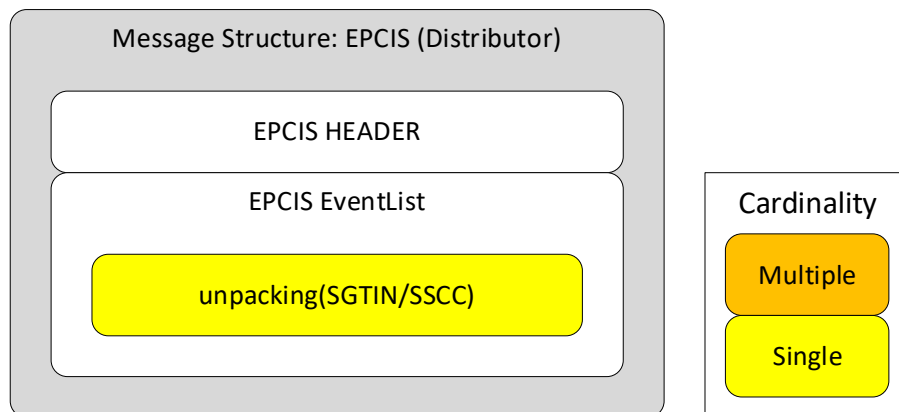 Message Structure: EPCIS (Distributor)
EPCIS HEADER
EPCIS EventList
unpacking(SGTIN/SSCC)
Cardinality
Multiple
Single